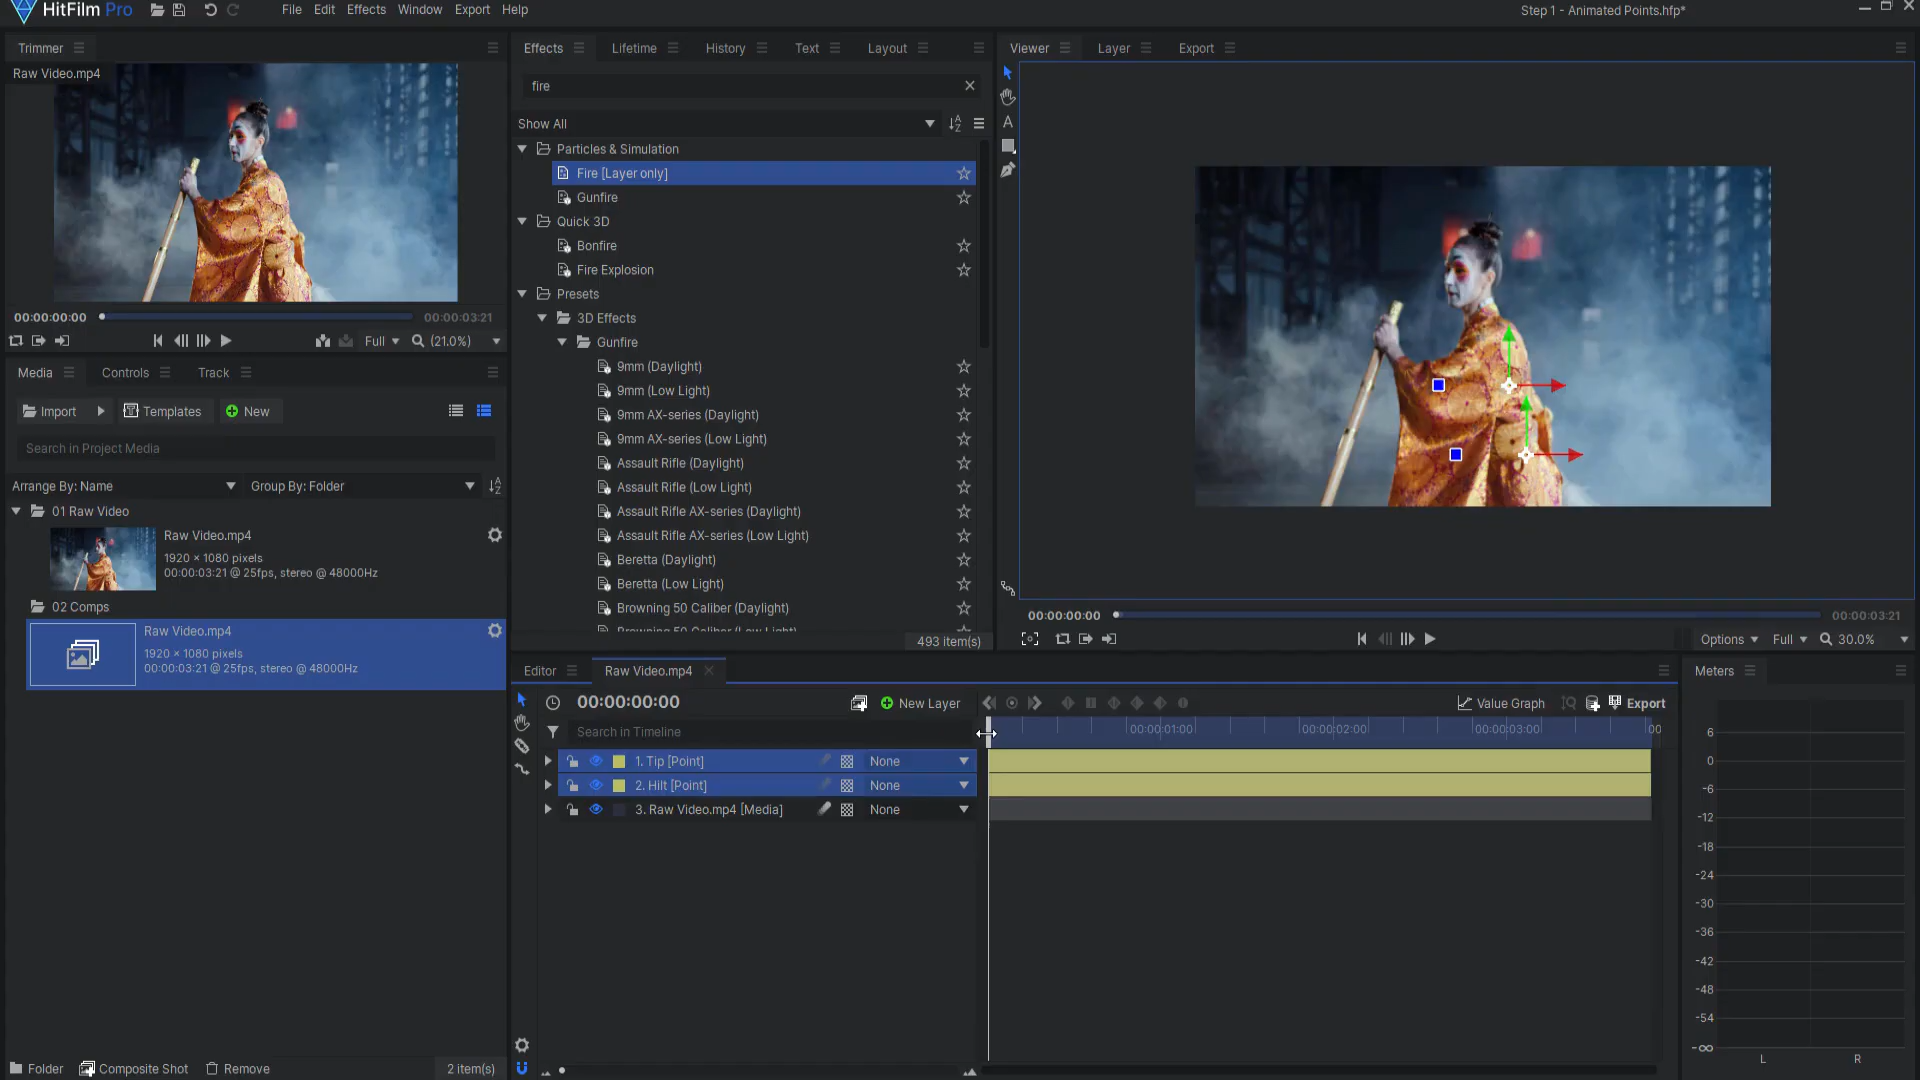 HitFilm Pro
File Edit Effects Window Export Help
Step 1 - Animated Points.hfp*
Trimmer
Raw Video.mp4
00:00:00:00
00:00:03:21
Full
(21.0%)
Media Controls Track
Import Templates New
Search in Project Media
Arrange By: Name
Group By: Folder
01 Raw Video
Raw Video.mp4
1920 × 1080 pixels
00:00:03:21 @ 25fps, stereo @ 48000Hz
02 Comps
Raw Video.mp4
1920 × 1080 pixels
00:00:03:21 @ 25fps, stereo @ 48000Hz
Folder Composite Shot Remove 2 item(s)
Effects Lifetime History Text Layout
fire
Show All
Particles & Simulation
Fire [Layer only]
Gunfire
Quick 3D
Bonfire
Fire Explosion
Presets
3D Effects
Gunfire
9mm (Daylight)
9mm (Low Light)
9mm AX-series (Daylight)
9mm AX-series (Low Light)
Assault Rifle (Daylight)
Assault Rifle (Low Light)
Assault Rifle AX-series (Daylight)
Assault Rifle AX-series (Low Light)
Beretta (Daylight)
Beretta (Low Light)
Browning 50 Caliber (Daylight)
Browning 50 Caliber (Low Light)
493 item(s)
Viewer Layer Export
A
00:00:00:00
00:00:03:21
Options Full 30.0%
Editor Raw Video.mp4
00:00:00:00
New Layer
Value Graph
Export
Search in Timeline
00:00:01:00 00:00:02:00 00:00:03:00 00
1. Tip [Point] None
2. Hilt [Point] None
3. Raw Video.mp4 [Media] None
Meters
6
0
-6
-12
-18
-24
-30
-36
-42
-48
-54
-∞
L R